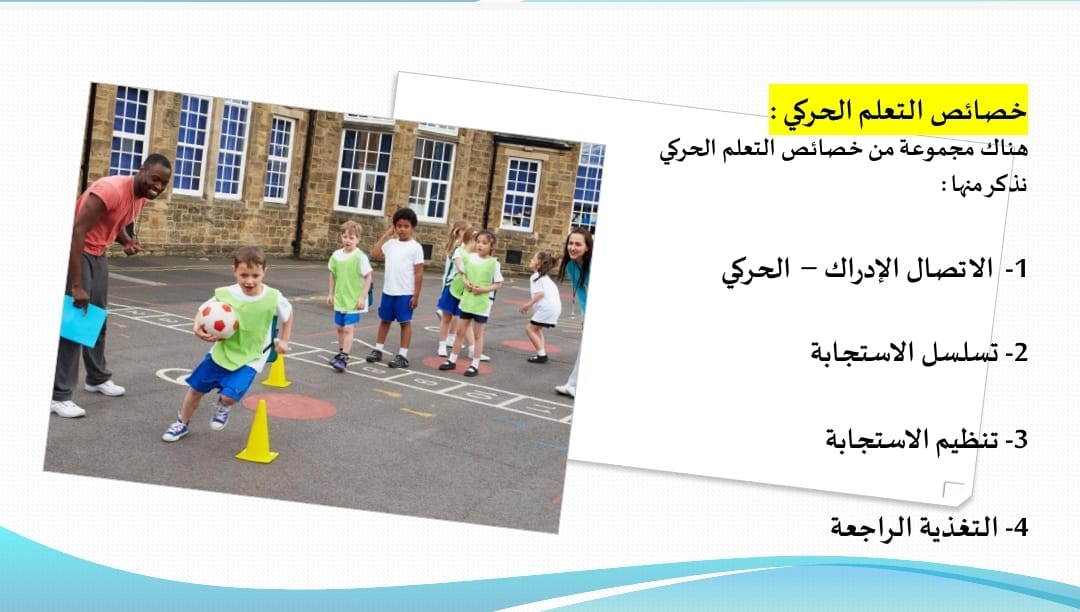 خصائص التعلم الحركي :
هناك مجموعة من خصائص التعلم الحركي
نذكر منها :
1- الاتصال الإدراك – الحركي
2- تسلسل الاستجابة
3- تنظيم الاستجابة
4- التغذية الراجعة